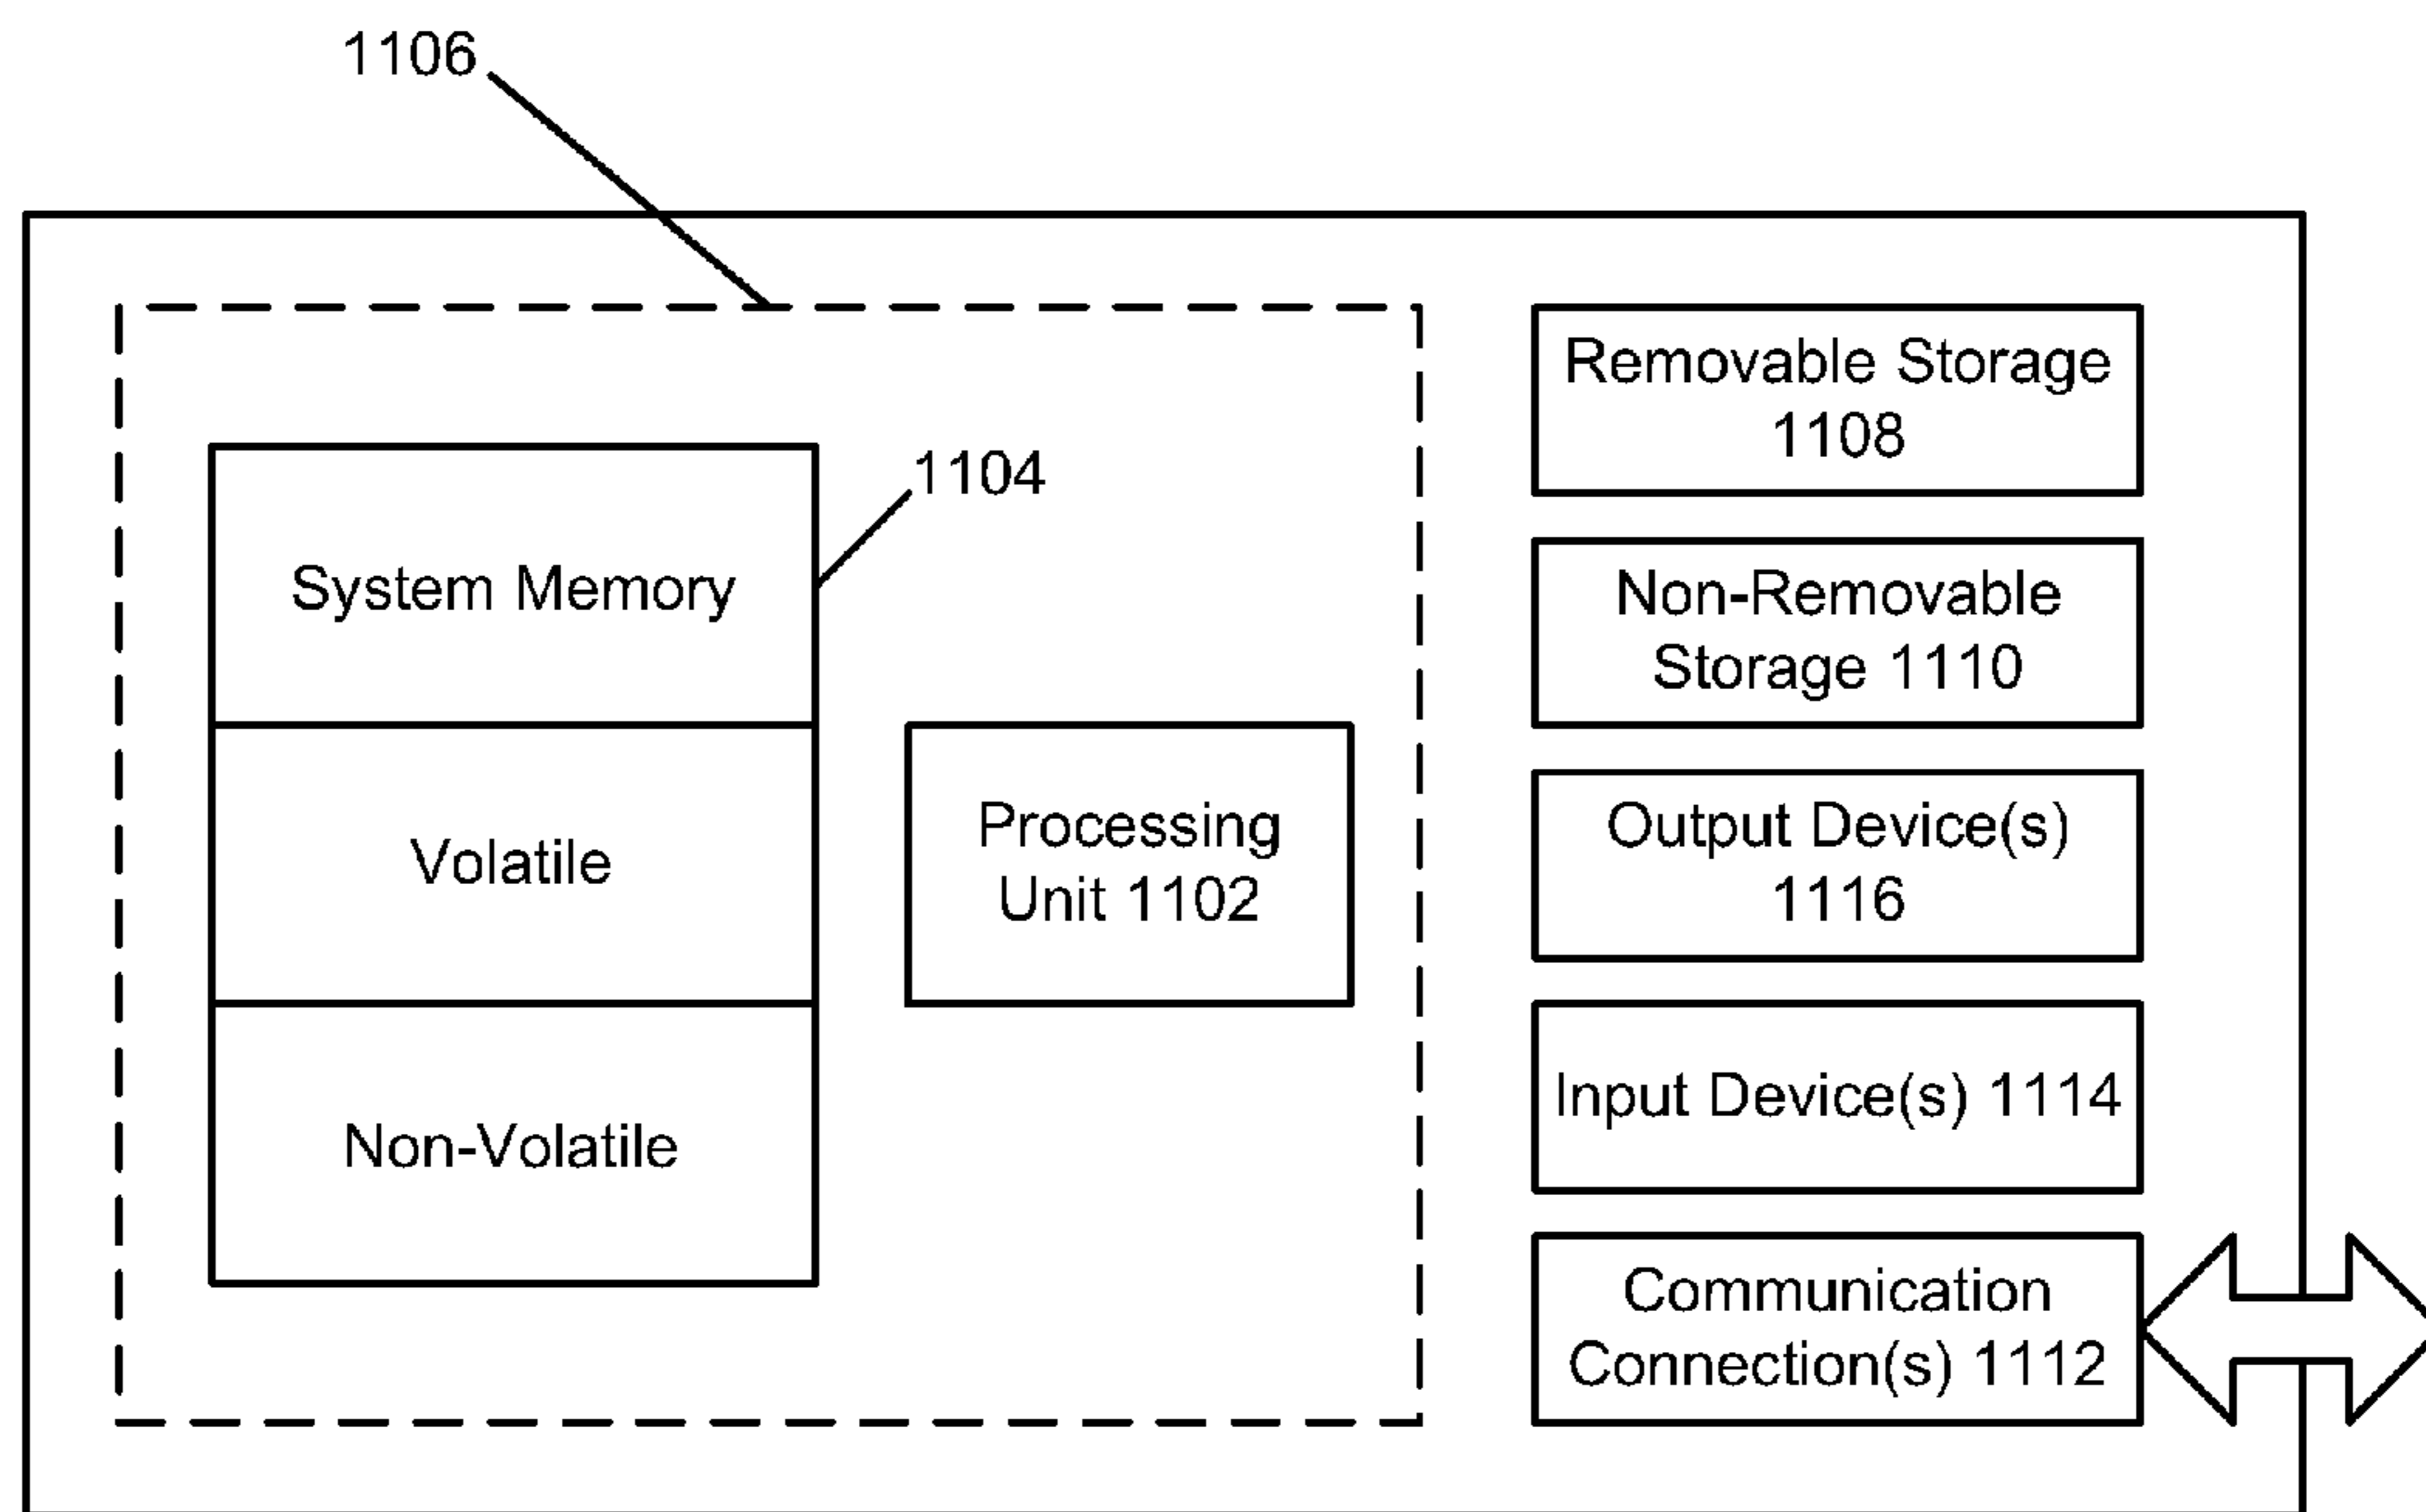 1106
1104
System Memory
Volatile
Non-Volatile
Processing
Unit 1102
Removable Storage
1108
Non-Removable
Storage 1110
Output Device(s)
1116
Input Device(s) 1114
Communication
Connection(s) 1112